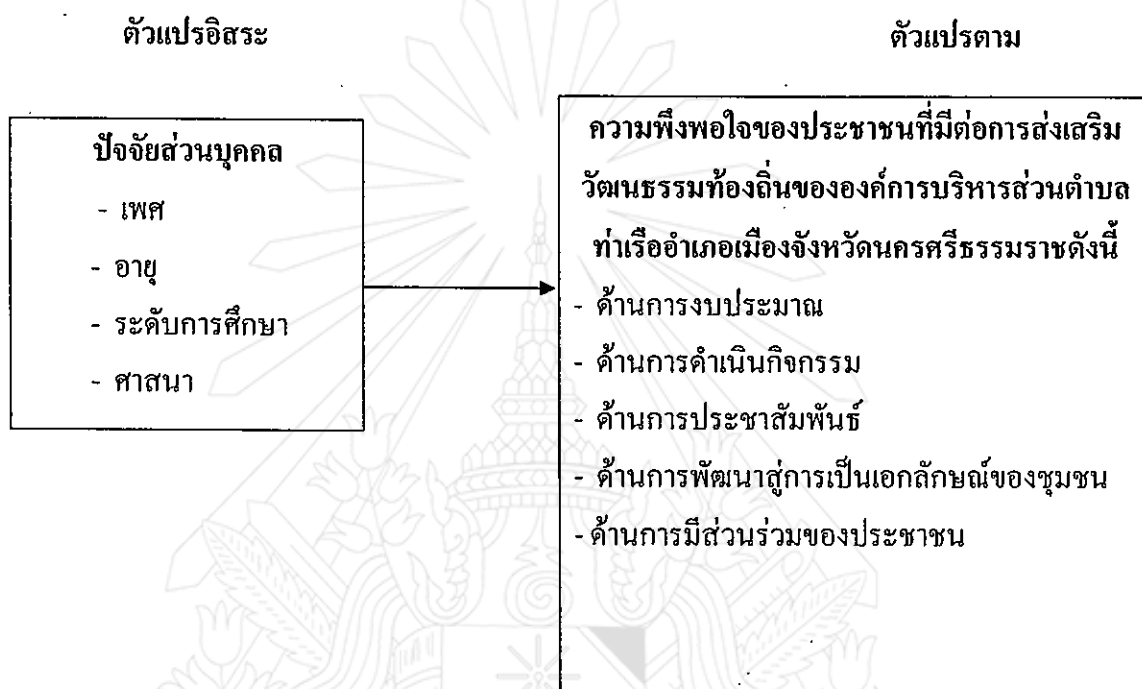 ตัวแปรอิสระ
ตัวแปรตาม
ปัจจัยส่วนบุคคล
- เพศ
- อายุ
- ระดับการศึกษา
- ศาสนา
ความพึงพอใจของประชาชนที่มีต่อการส่งเสริม
วัฒนธรรมท้องถิ่นขององค์การบริหารส่วนตำบล
ท่าเรืออำเภอเมืองจังหวัดนครศรีธรรมราชดังนี้
- ด้านการงบประมาณ
- ด้านการดำเนินกิจกรรม
- ด้านการประชาสัมพันธ์
- ด้านการพัฒนาสู่การเป็นเอกลักษณ์ของชุมชน
- ด้านการมีส่วนร่วมของประชาชน